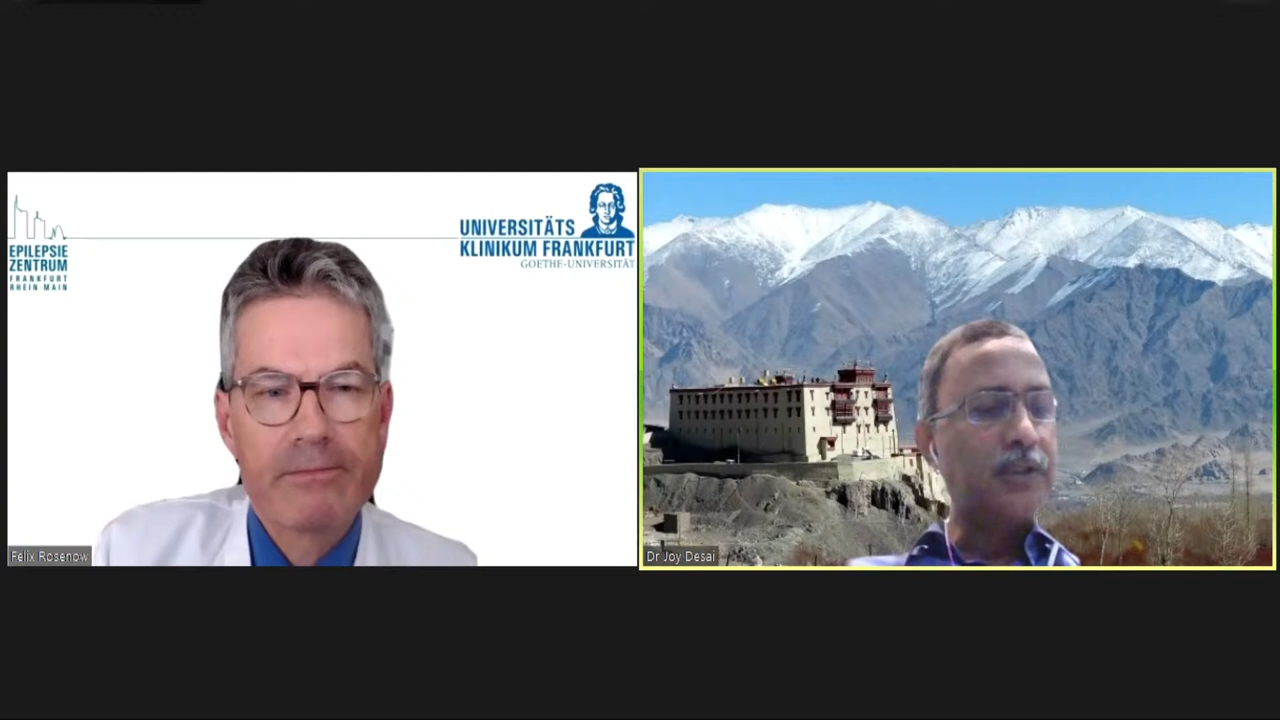 EPILEPSIE
ZENTRUM
FRANKFURT
RHEIN MAIN
UNIVERSITÄTS
KLINIKUM FRANKFURT
GOETHE-UNIVERSITÄT
Felix Rosenow
Dr Joy Desai